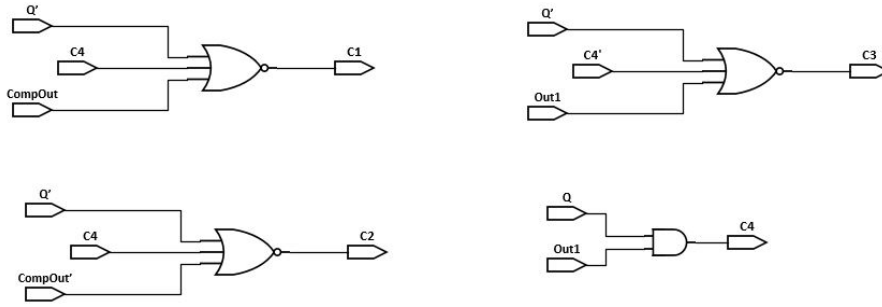 Q’
C4
C1
CompOut
Q’
C4'
C3
Out1
Q’
C4
C2
CompOut’
Q
C4
Out1